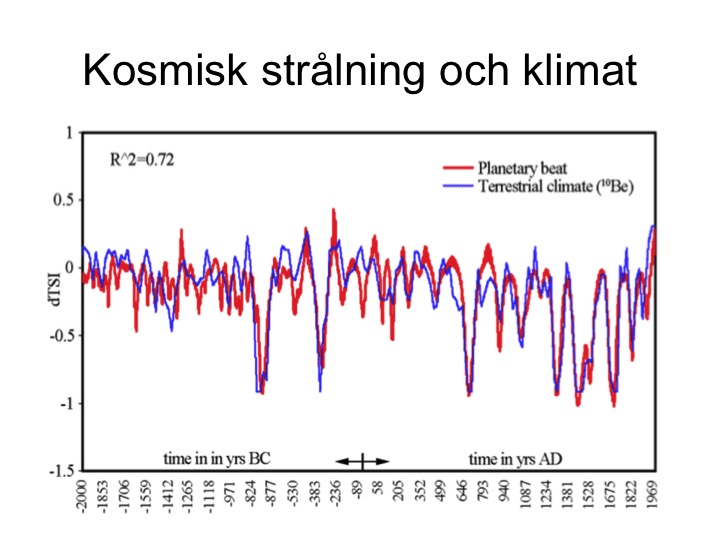 Kosmisk strålning och klimat
1
R^2=0.72
Planetary beat
Terrestrial climate (¹⁰Be)
0.5
0
dTSI
-0.5
-1
time in in yrs BC
time in yrs AD
-1.5
-2000 -1853 -1706 -1559 -1412 -1265 -1118 -971 -824 -877 -530 -383 -236 -89 58 205 352 499 646 793 940 1087 1234 1381 1528 1675 1822 1969